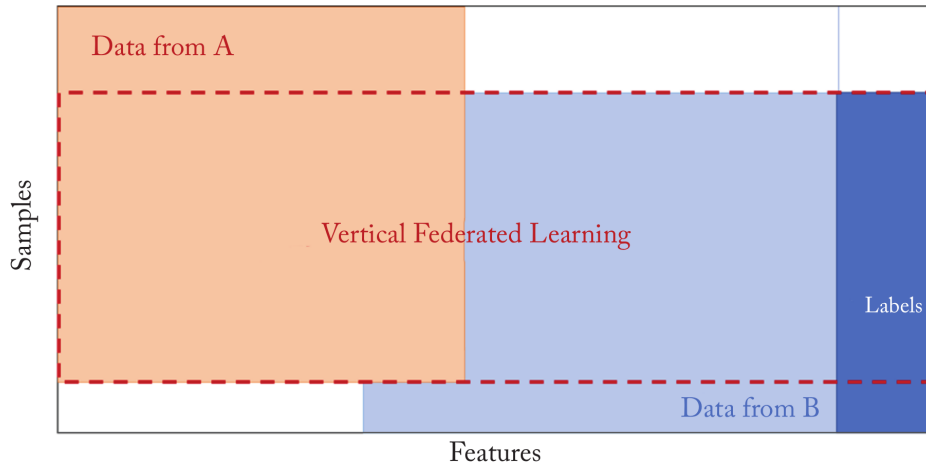 Data from A
Samples
Vertical Federated Learning
Labels
Data from B
Features